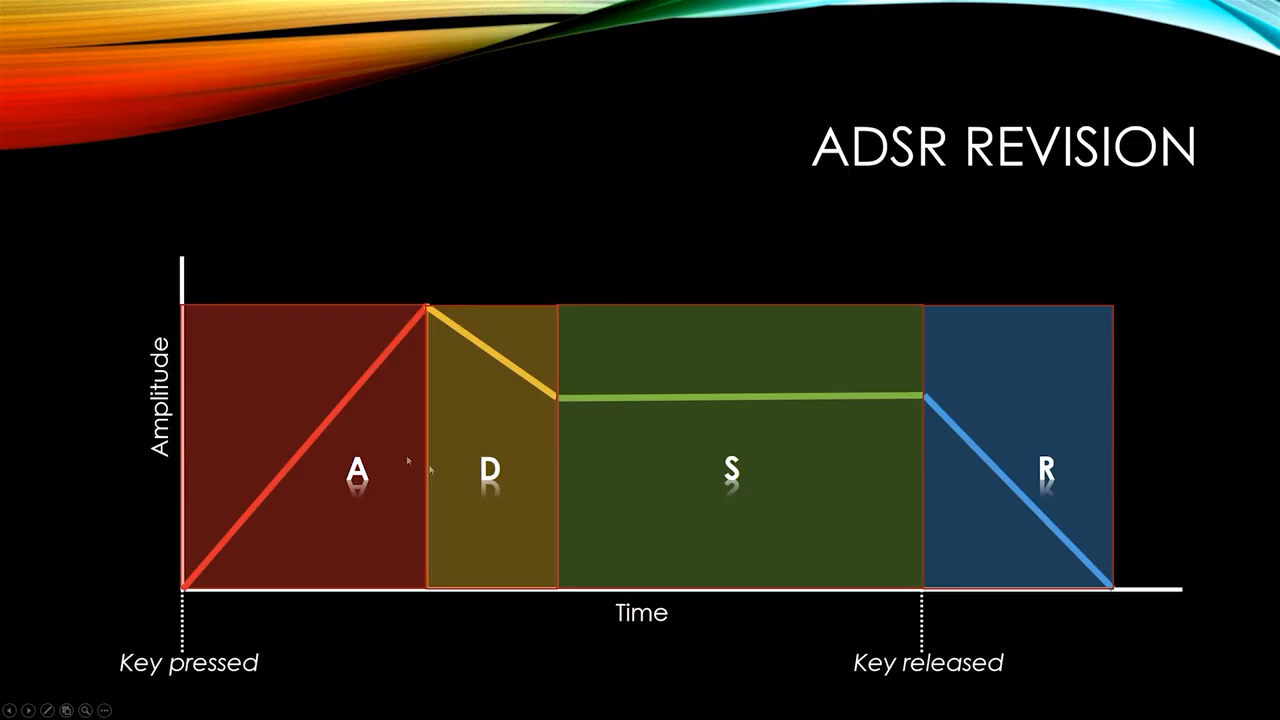 ADSR REVISION
Amplitude
A
D
S
R
Time
Key pressed
Key released